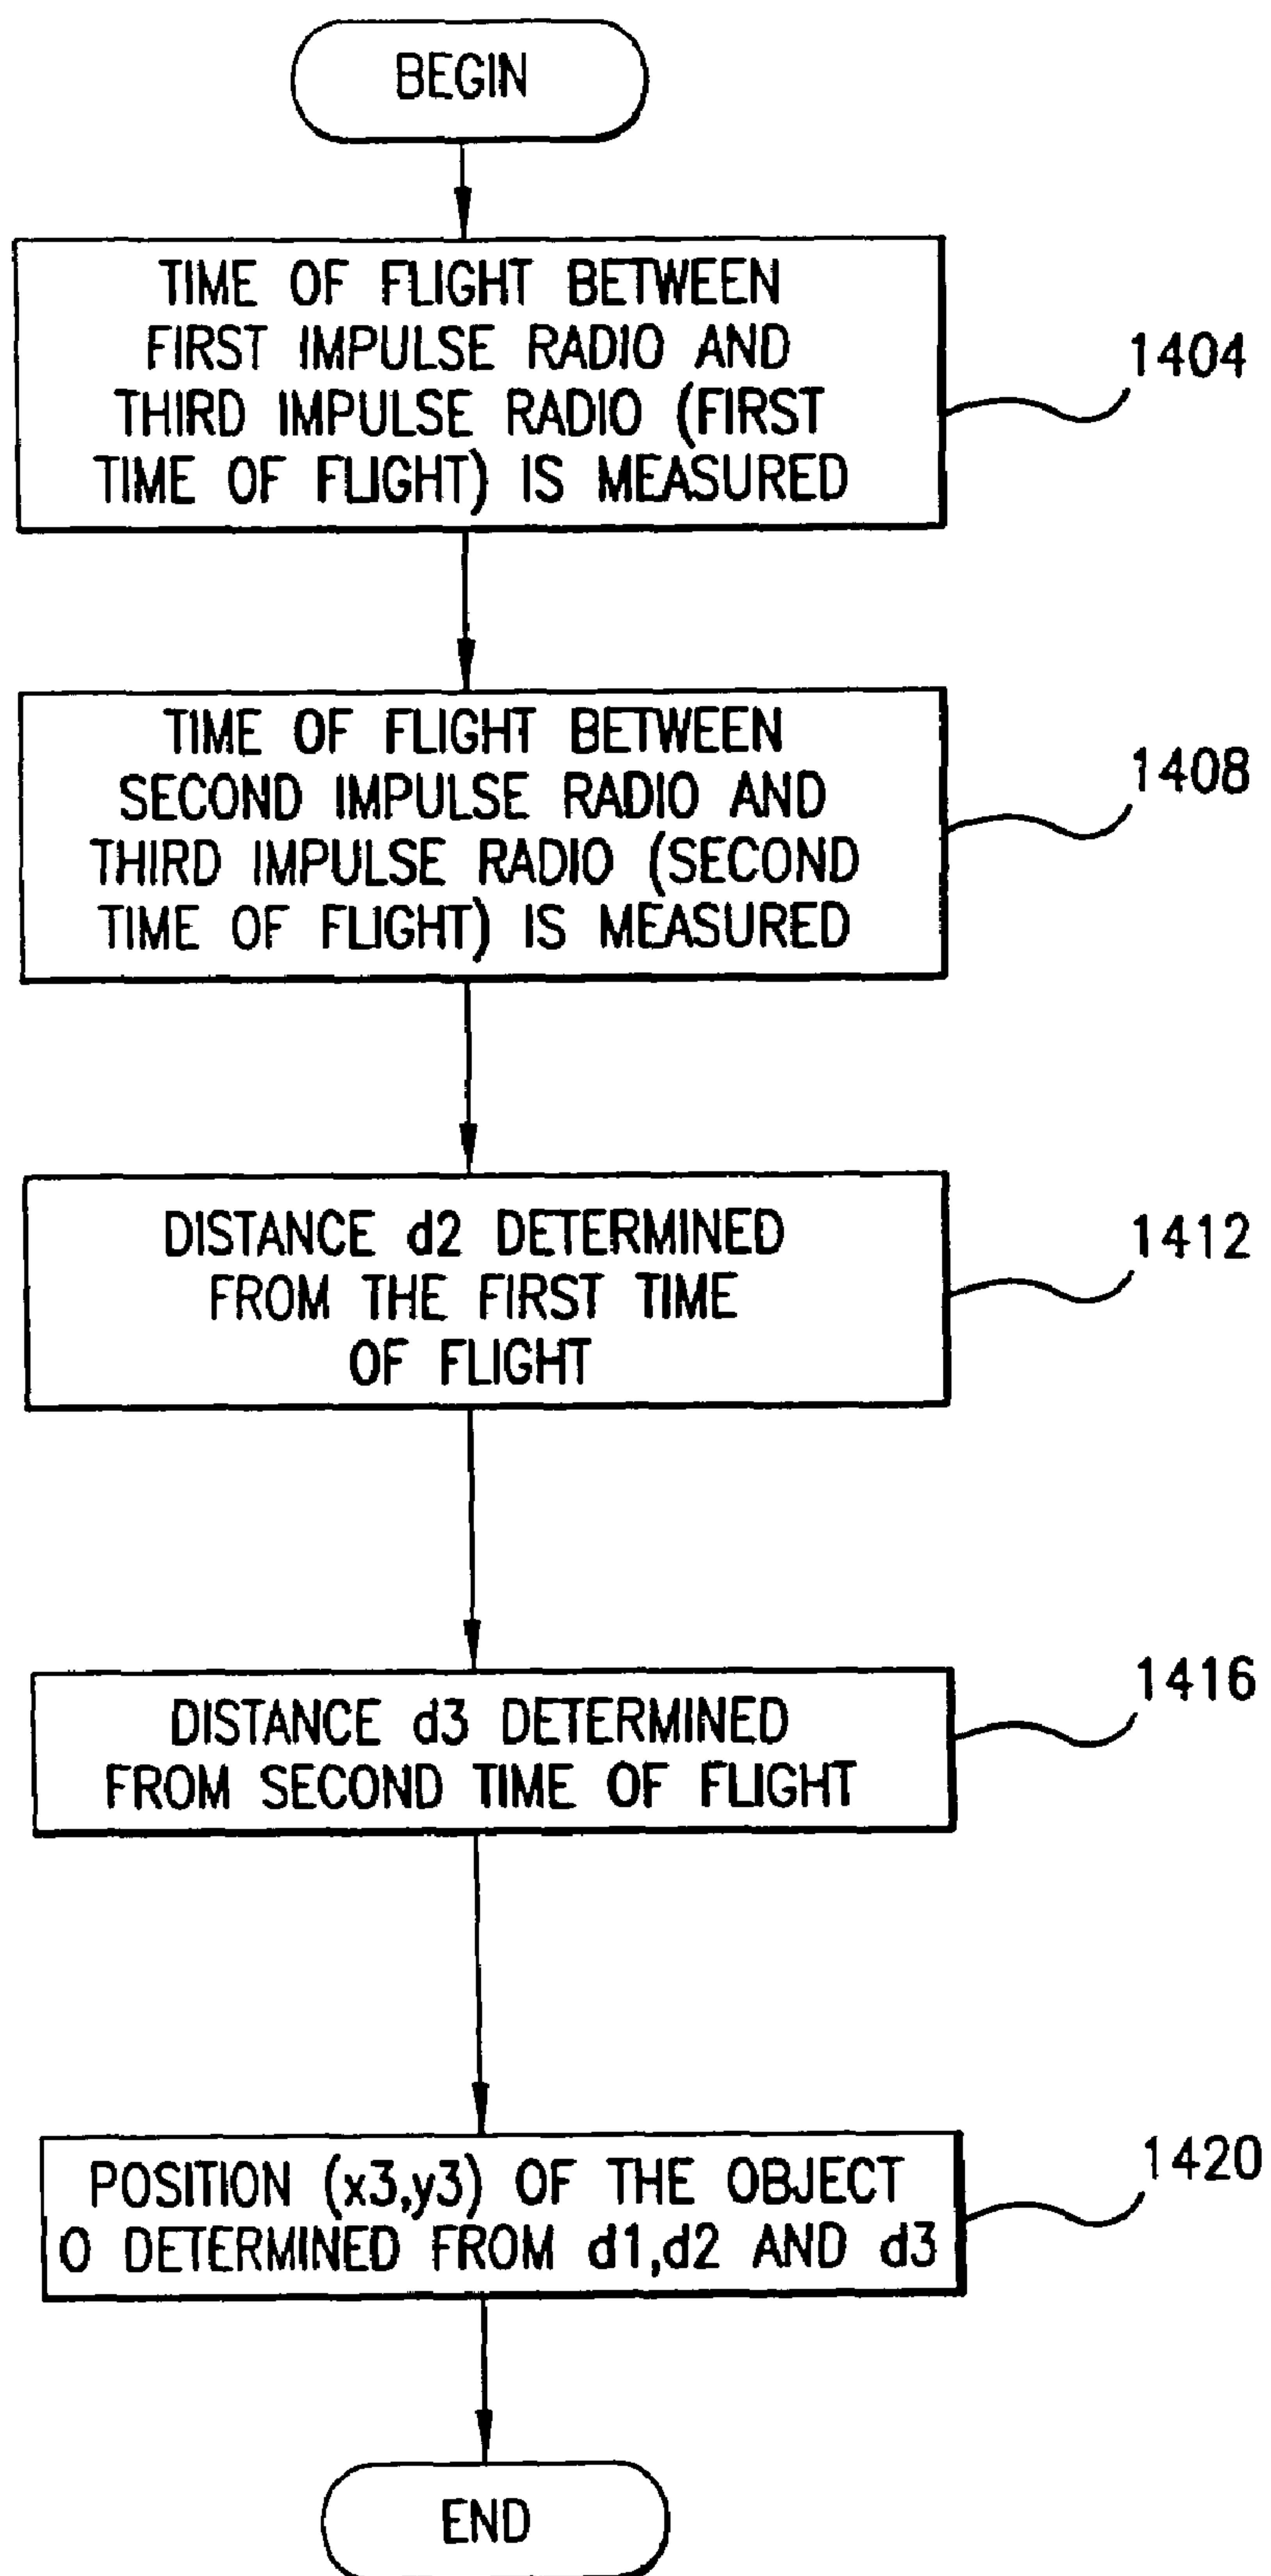 BEGIN
TIME OF FLIGHT BETWEEN
FIRST IMPULSE RADIO AND
THIRD IMPULSE RADIO (FIRST
TIME OF FLIGHT) IS MEASURED
1404
TIME OF FLIGHT BETWEEN
SECOND IMPULSE RADIO AND
THIRD IMPULSE RADIO (SECOND
TIME OF FLIGHT) IS MEASURED
1408
DISTANCE d2 DETERMINED
FROM THE FIRST TIME
OF FLIGHT
1412
DISTANCE d3 DETERMINED
FROM SECOND TIME OF FLIGHT
1416
POSITION (x3,y3) OF THE OBJECT
O DETERMINED FROM d1,d2 AND d3
1420
END